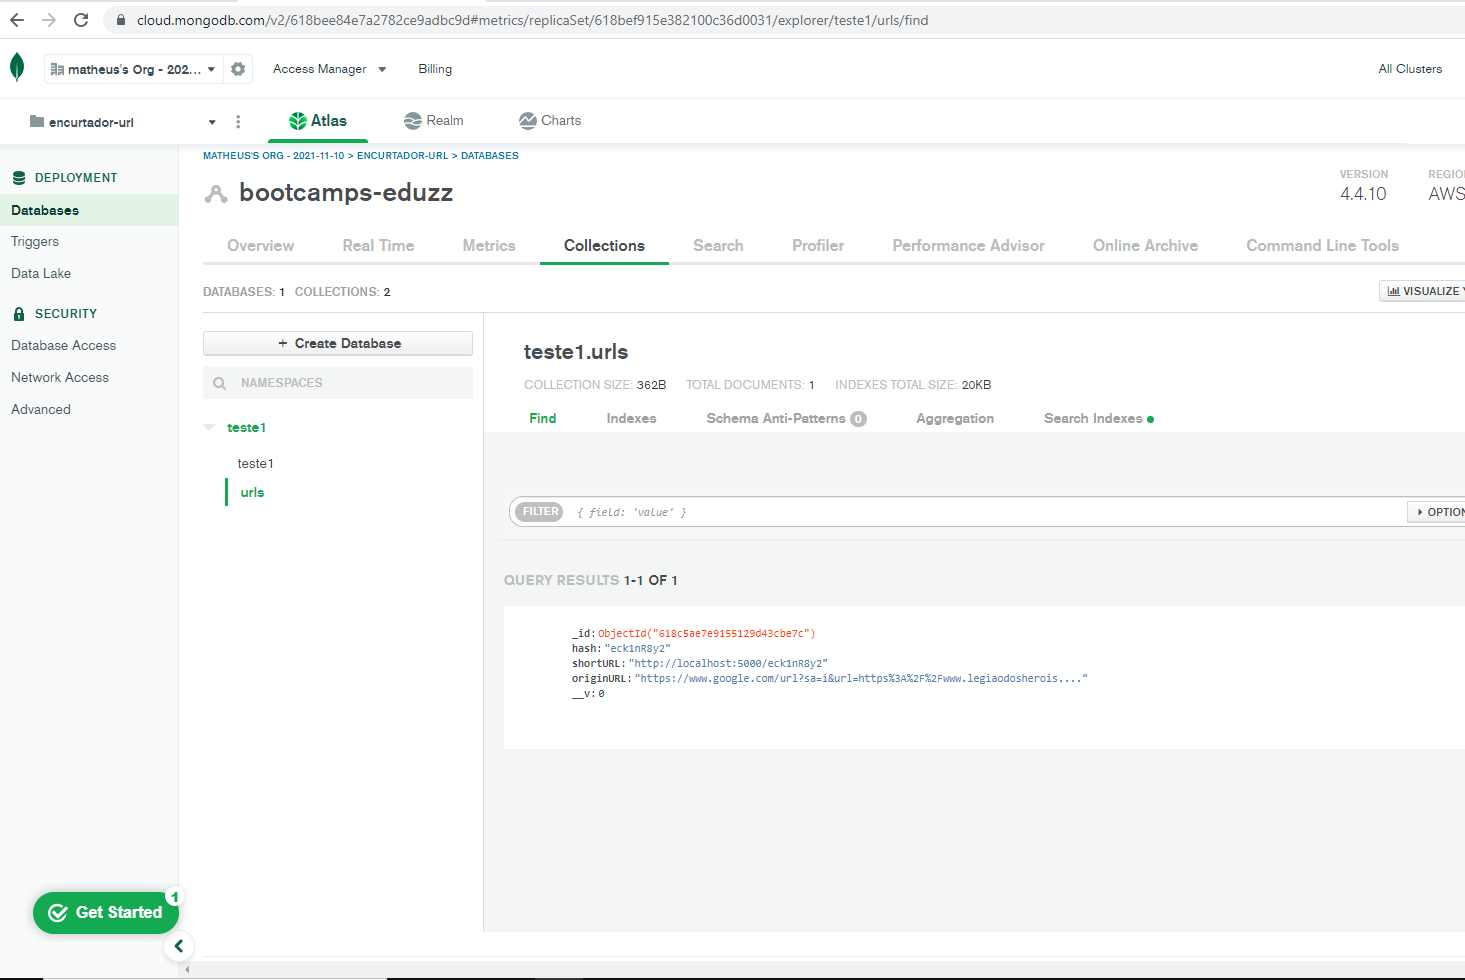 cloud.mongodb.com/v2/618bee84e7a2782ce9adbc9d#metrics/replicaSet/618bef915e382100c36d0031/explorer/teste1/urls/find
matheus's Org - 202... Access Manager Billing All Clusters
encurtador-url Atlas Realm Charts
MATHEUS'S ORG - 2021-11-10 > ENCURTADOR-URL > DATABASES
DEPLOYMENT
Databases
Triggers
Data Lake
SECURITY
Database Access
Network Access
Advanced
bootcamps-eduzz
VERSION
4.4.10
REGIO
AWS
Overview Real Time Metrics Collections Search Profiler Performance Advisor Online Archive Command Line Tools
DATABASES: 1 COLLECTIONS: 2
VISUALIZE Y
+ Create Database
NAMESPACES
teste1
teste1
urls
teste1.urls
COLLECTION SIZE: 362B TOTAL DOCUMENTS: 1 INDEXES TOTAL SIZE: 20KB
Find Indexes Schema Anti-Patterns 0 Aggregation Search Indexes
FILTER { field: 'value' } OPTION
QUERY RESULTS 1-1 OF 1
_id: ObjectId("618c5ae7e9155129d43cbe7c")
hash: "eck1nR8y2"
shortURL: "http://localhost:5000/eck1nR8y2"
originURL: "https://www.google.com/url?sa=i&url=https%3A%2F%2Fwww.legiaodosherois...."
__v: 0
Get Started 1